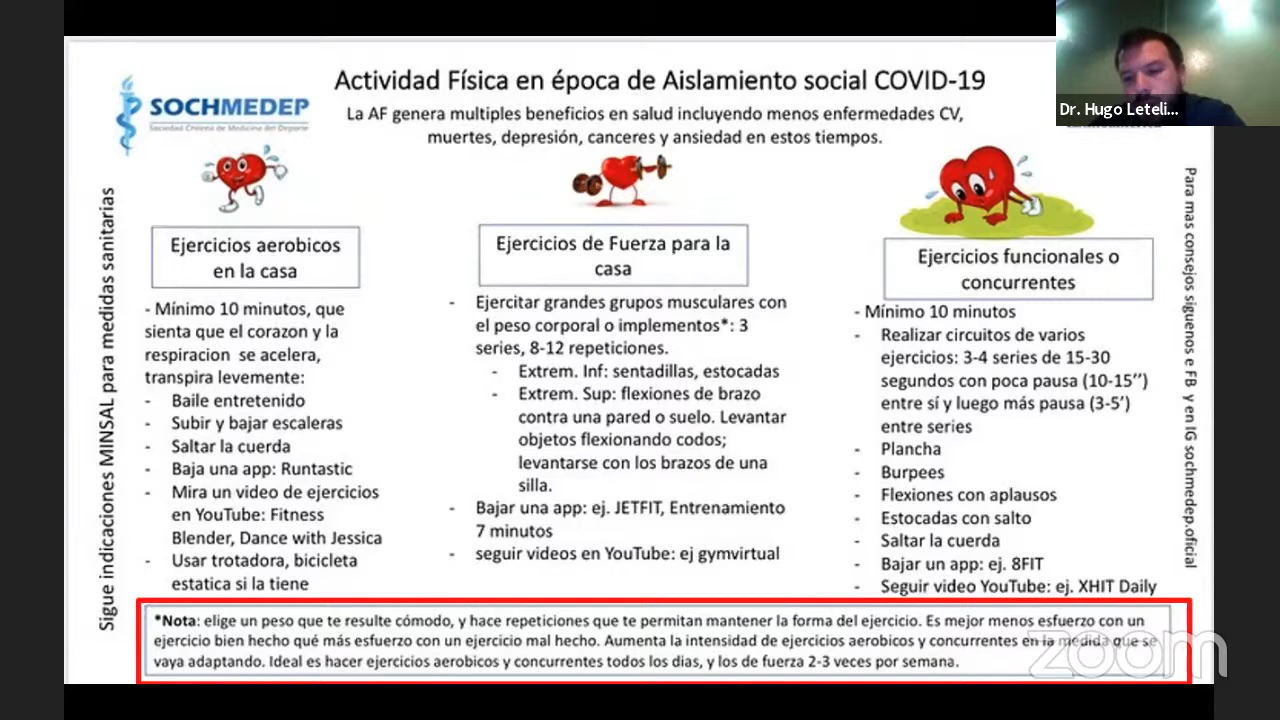 Actividad Física en época de Aislamiento social COVID-19
SOCHMEDEP
Sociedad Chilena de Medicina del Deporte
La AF genera multiples beneficios en salud incluyendo menos enfermedades CV,
muertes, depresión, canceres y ansiedad en estos tiempos.
Dr. Hugo Leteli...
Sigue indicaciones MINSAL para medidas sanitarias
Ejercicios aerobicos
en la casa
- Mínimo 10 minutos, que
sienta que el corazon y la
respiracion se acelera,
transpira levemente:
- Baile entretenido
- Subir y bajar escaleras
- Saltar la cuerda
- Baja una app: Runtastic
- Mira un video de ejercicios
en YouTube: Fitness
Blender, Dance with Jessica
- Usar trotadora, bicicleta
estatica si la tiene
Ejercicios de Fuerza para la
casa
- Ejercitar grandes grupos musculares con
el peso corporal o implementos*: 3
series, 8-12 repeticiones.
- Extrem. Inf: sentadillas, estocadas
- Extrem. Sup: flexiones de brazo
contra una pared o suelo. Levantar
objetos flexionando codos;
levantarse con los brazos de una
silla.
- Bajar una app: ej. JETFIT, Entrenamiento
7 minutos
- seguir videos en YouTube: ej gymvirtual
Ejercicios funcionales o
concurrentes
- Mínimo 10 minutos
- Realizar circuitos de varios
ejercicios: 3-4 series de 15-30
segundos con poca pausa (10-15’’)
entre sí y luego más pausa (3-5’)
entre series
- Plancha
- Burpees
- Flexiones con aplausos
- Estocadas con salto
- Saltar la cuerda
- Bajar un app: ej. 8FIT
- Seguir video YouTube: ej. XHIT Daily
Para mas consejos siguenos e FB y en IG sochmedep.oficial
*Nota: elige un peso que te resulte cómodo, y hace repeticiones que te permitan mantener la forma del ejercicio. Es mejor menos esfuerzo con un
ejercicio bien hecho qué más esfuerzo con un ejercicio mal hecho. Aumenta la intensidad de ejercicios aerobicos y concurrentes en la medida que se
vaya adaptando. Ideal es hacer ejercicios aerobicos y concurrentes todos los dias, y los de fuerza 2-3 veces por semana.
zoom